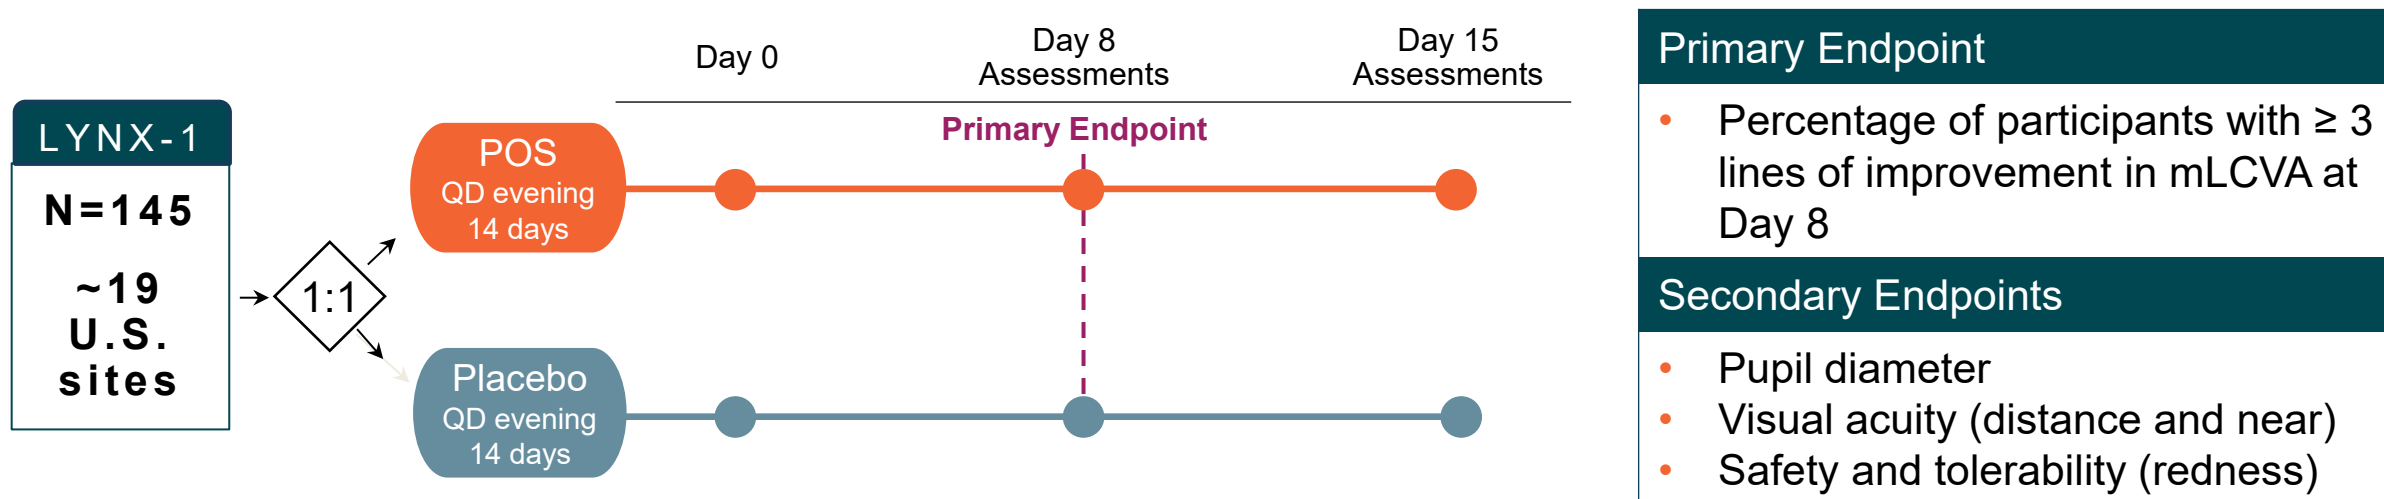 LYNX-1
N=145
~19
U.S.
sites
1:1
POS
QD evening
14 days
Placebo
QD evening
14 days
Day 0
Day 8
Assessments
Day 15
Assessments
Primary Endpoint
Primary Endpoint
• Percentage of participants with ≥ 3
lines of improvement in mLCVA at
Day 8
Secondary Endpoints
• Pupil diameter
• Visual acuity (distance and near)
• Safety and tolerability (redness)